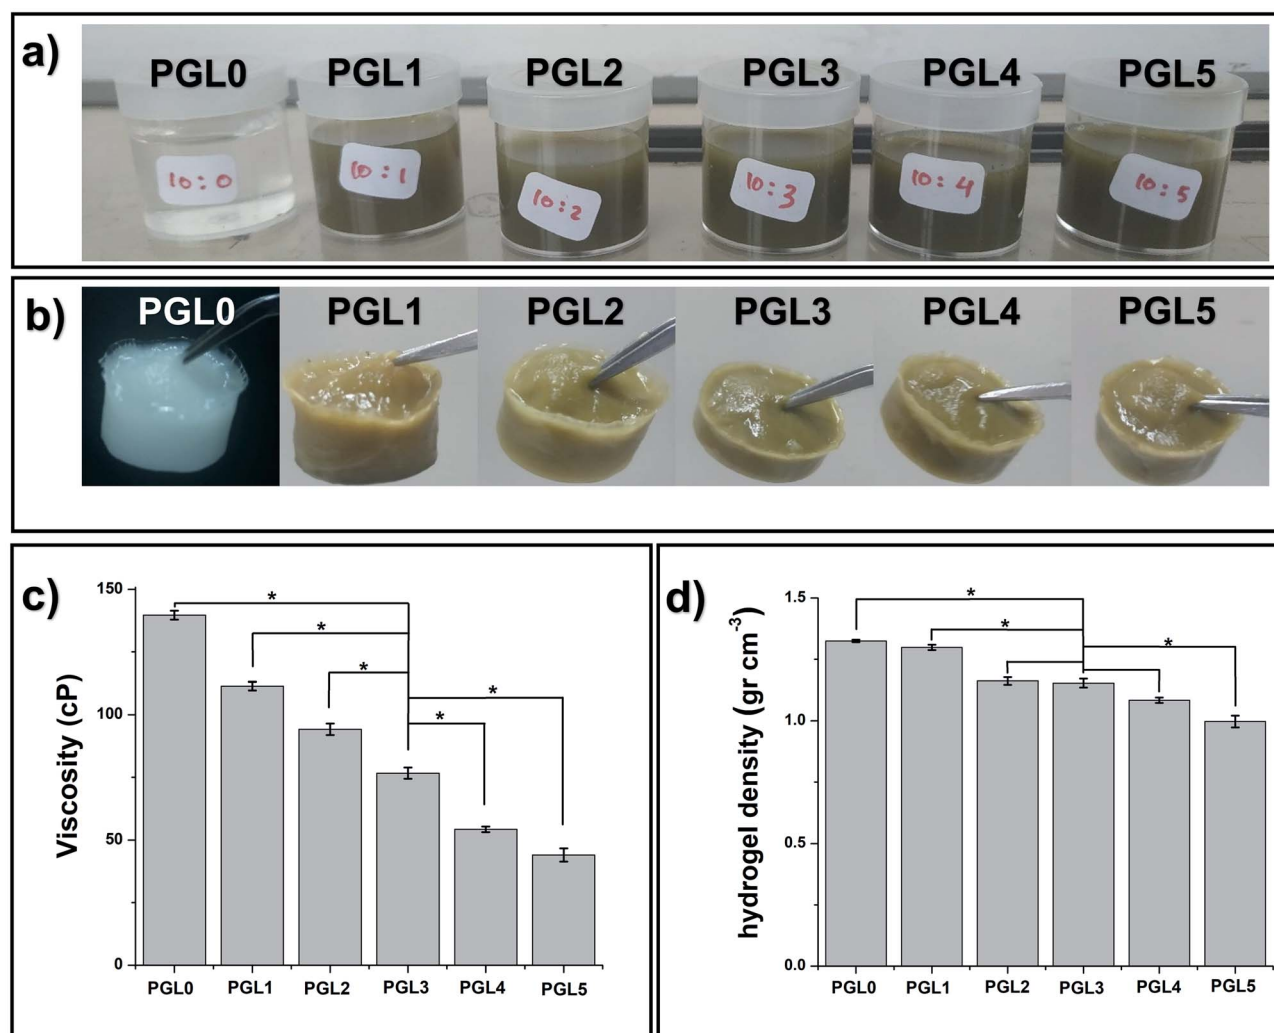 a)
PGL0 PGL1 PGL2 PGL3 PGL4 PGL5
10:0 10:1 10:2 10:3 10:4 10:5
b)
PGL0 PGL1 PGL2 PGL3 PGL4 PGL5
c)
Viscosity (cP)
150
100
50
0
* * * * *
PGL0 PGL1 PGL2 PGL3 PGL4 PGL5
d)
hydrogel density (gr cm⁻³)
1.5
1.0
0.5
0.0
* * *
PGL0 PGL1 PGL2 PGL3 PGL4 PGL5